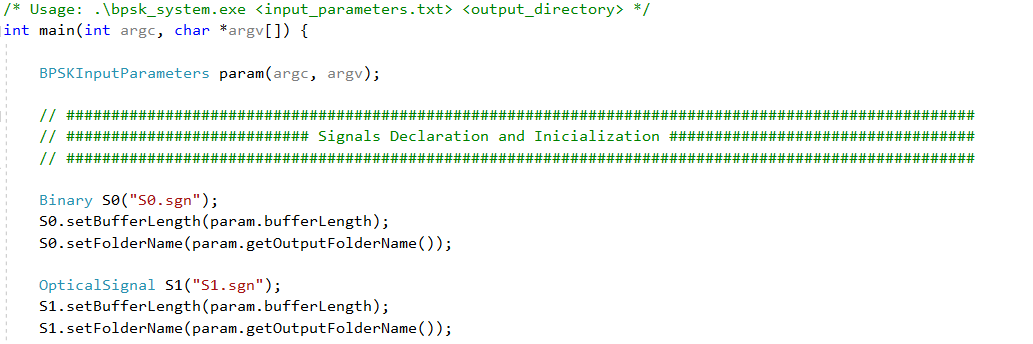 /* Usage: .\bpsk_system.exe <input_parameters.txt> <output_directory> */
int main(int argc, char *argv[]) {
BPSKInputParameters param(argc, argv);
// #####################################################################################################
// ########################### Signals Declaration and Inicialization ##################################
// #####################################################################################################
Binary S0("S0.sgn");
S0.setBufferLength(param.bufferLength);
S0.setFolderName(param.getOutputFolderName());
OpticalSignal S1("S1.sgn");
S1.setBufferLength(param.bufferLength);
S1.setFolderName(param.getOutputFolderName());